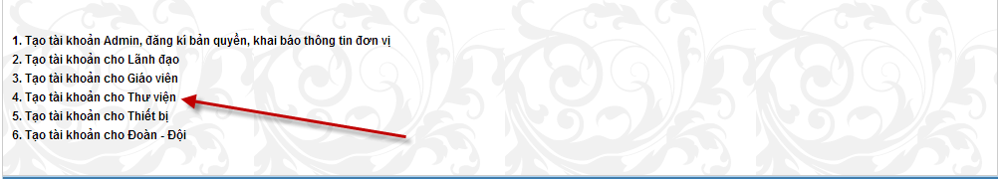 1. Tạo tài khoản Admin, đăng kí bản quyền, khai báo thông tin đơn vị
2. Tạo tài khoản cho Lãnh đạo
3. Tạo tài khoản cho Giáo viên
4. Tạo tài khoản cho Thư viện
5. Tạo tài khoản cho Thiết bị
6. Tạo tài khoản cho Đoàn - Đội